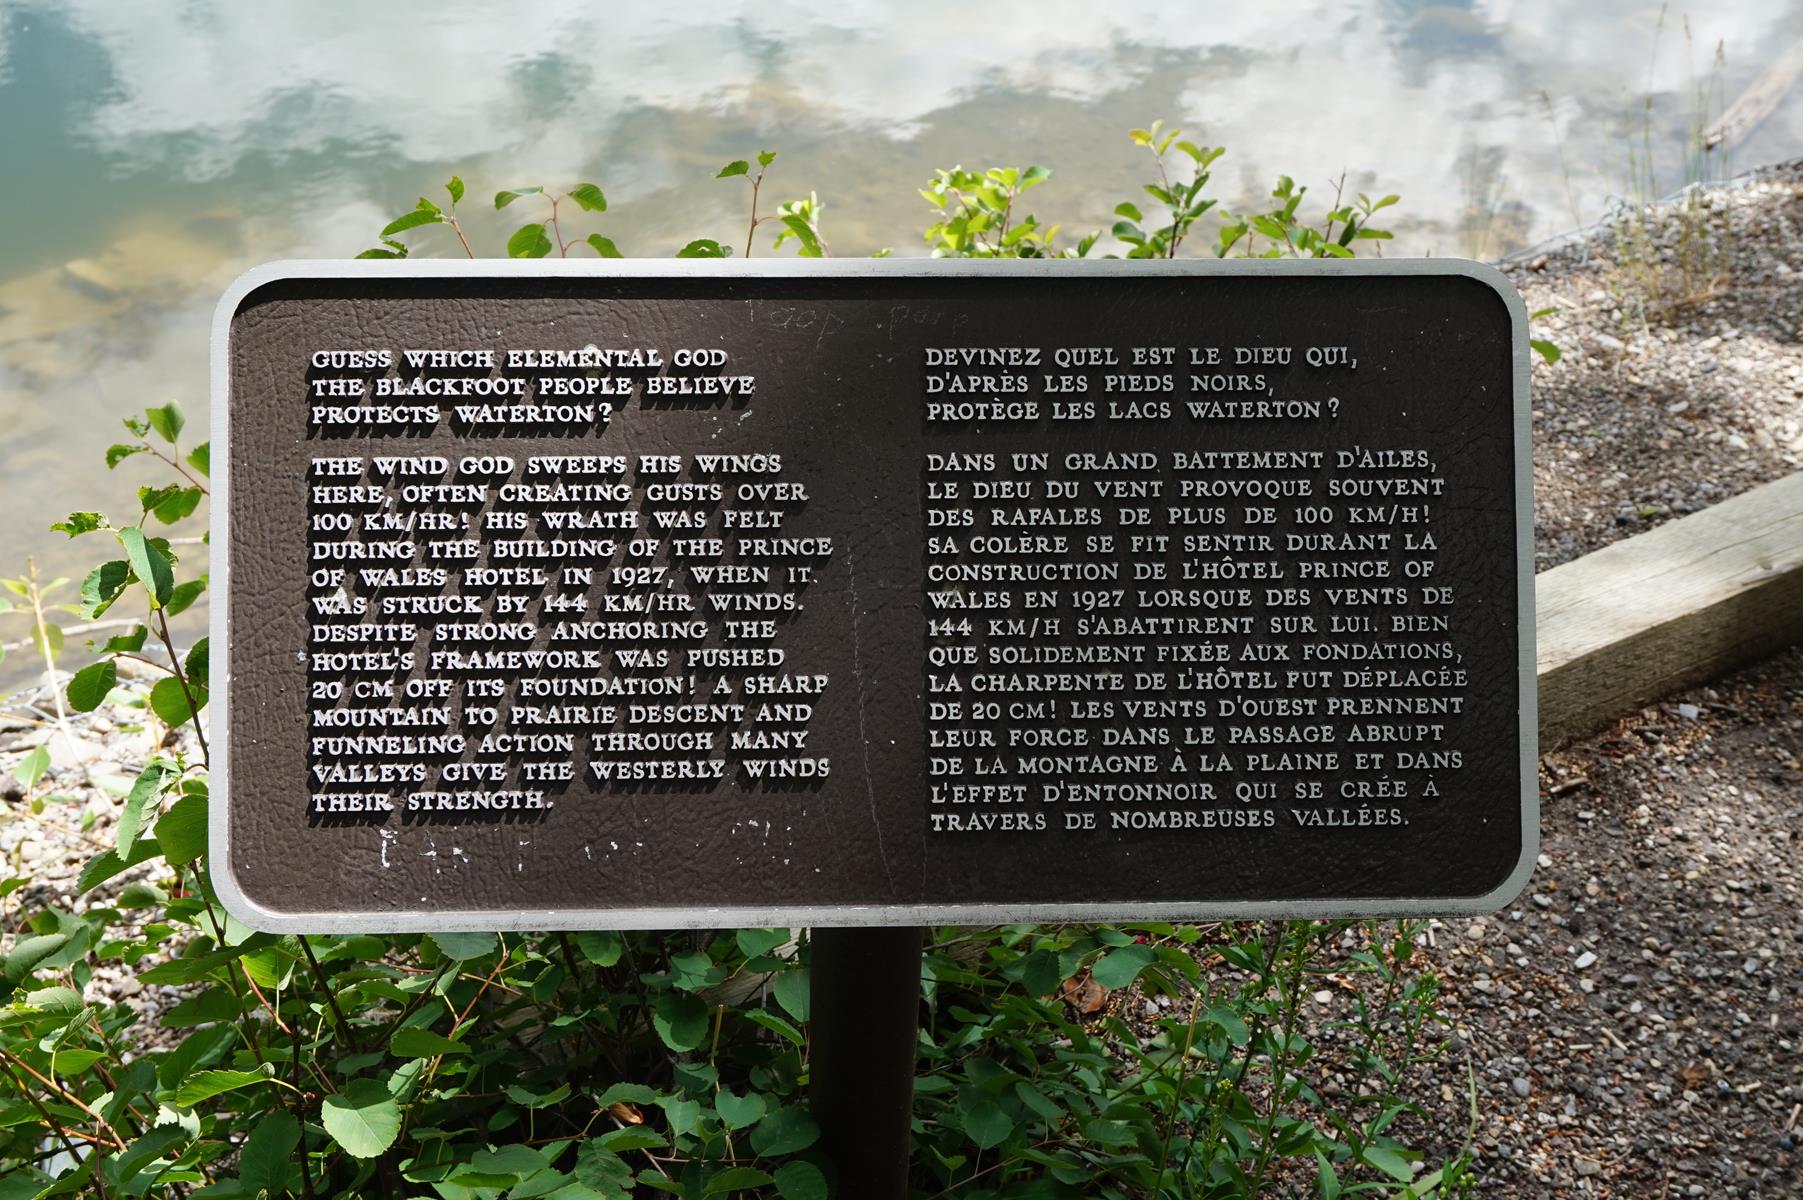 GUESS WHICH ELEMENTAL GOD
THE BLACKFOOT PEOPLE BELIEVE
PROTECTS WATERTON?
THE WIND GOD SWEEPS HIS WINGS
HERE, OFTEN CREATING GUSTS OVER
100 KM/HR! HIS WRATH WAS FELT
DURING THE BUILDING OF THE PRINCE
OF WALES HOTEL IN 1927, WHEN IT
WAS STRUCK BY 144 KM/HR WINDS.
DESPITE STRONG ANCHORING THE
HOTEL'S FRAMEWORK WAS PUSHED
20 CM OFF ITS FOUNDATION! A SHARP
MOUNTAIN TO PRAIRIE DESCENT AND
FUNNELING ACTION THROUGH MANY
VALLEYS GIVE THE WESTERLY WINDS
THEIR STRENGTH.
DEVINEZ QUEL EST LE DIEU QUI,
D'APRÈS LES PIEDS NOIRS,
PROTÈGE LES LACS WATERTON?
DANS UN GRAND BATTEMENT D'AILES,
LE DIEU DU VENT PROVOQUE SOUVENT
DES RAFALES DE PLUS DE 100 KM/H!
SA COLÈRE SE FIT SENTIR DURANT LA
CONSTRUCTION DE L'HÔTEL PRINCE OF
WALES EN 1927 LORSQUE DES VENTS DE
144 KM/H S'ABATTIRENT SUR LUI. BIEN
QUE SOLIDEMENT FIXÉE AUX FONDATIONS,
LA CHARPENTE DE L'HÔTEL FUT DÉPLACÉE
DE 20 CM! LES VENTS D'OUEST PRENNENT
LEUR FORCE DANS LE PASSAGE ABRUPT
DE LA MONTAGNE À LA PLAINE ET DANS
L'EFFET D'ENTONNOIR QUI SE CRÉE À
TRAVERS DE NOMBREUSES VALLÉES.